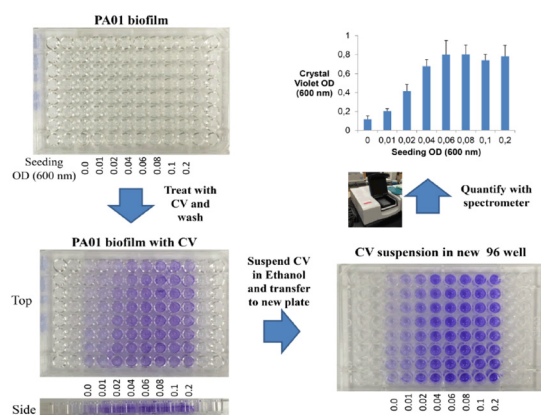 PA01 biofilm
Seeding
OD (600 nm)
0.0
0.01
0.02
0.04
0.06
0.08
0.1
0.2
Treat with
CV and
wash
PA01 biofilm with CV
Top
Side
0.0
0.01
0.02
0.04
0.06
0.08
0.1
0.2
Suspend CV
in Ethanol
and transfer
to new plate
CV suspension in new 96 well
0.0
0.01
0.02
0.04
0.06
0.08
0.1
0.2
Quantify with
spectrometer
Crystal
Violet OD
(600 nm)
1
0,8
0,6
0,4
0,2
0
0 0,01 0,02 0,04 0,06 0,08 0,1 0,2
Seeding OD (600 nm)